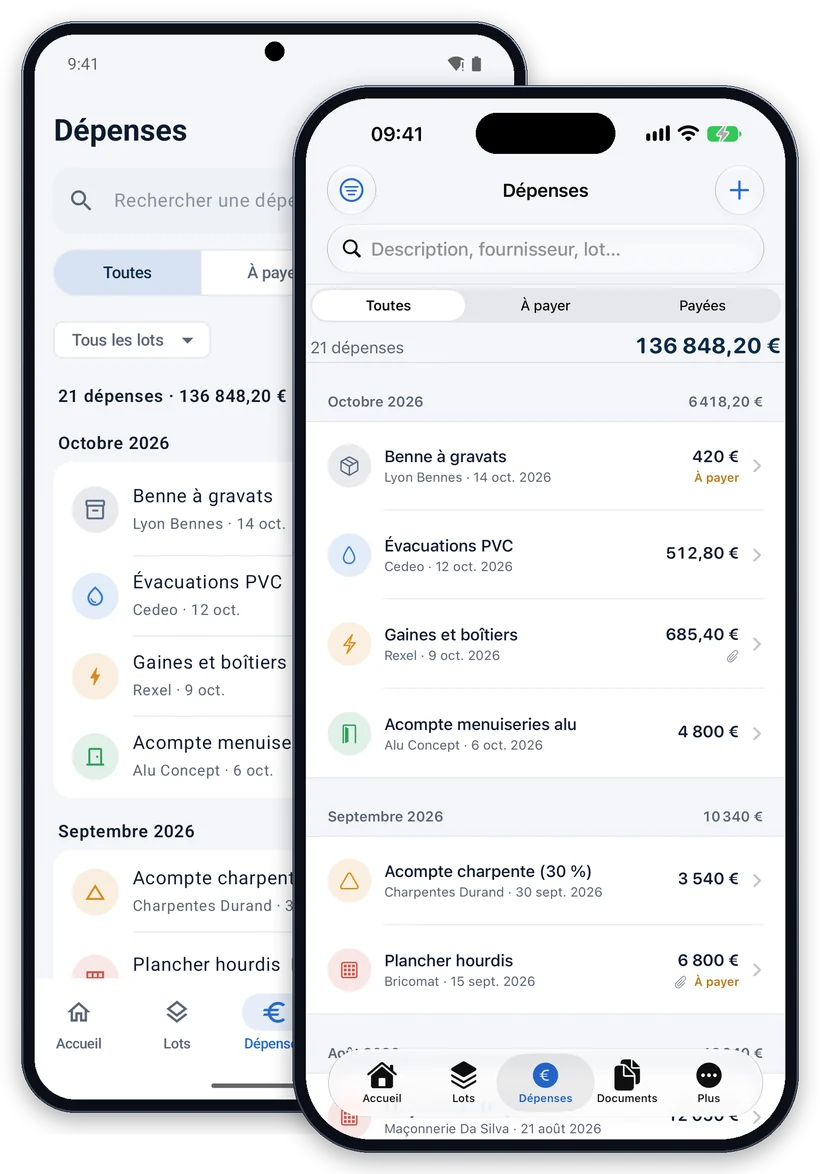 9:41
Dépenses
Rechercher une dépe
Toutes
À paye
Tous les lots
21 dépenses · 136 848,20 €
Octobre 2026
Benne à gravats
Lyon Bennes · 14 oct.
Évacuations PVC
Cedeo · 12 oct.
Gaines et boîtiers
Rexel · 9 oct.
Acompte menuise
Alu Concept · 6 oct.
Septembre 2026
Acompte charpent
Charpentes Durand · 3
Plancher hourdis
Accueil
Lots
Dépense
09:41
Dépenses
Description, fournisseur, lot...
Toutes
À payer
Payées
21 dépenses
136 848,20 €
Octobre 2026
6 418,20 €
Benne à gravats
420 €
Lyon Bennes · 14 oct. 2026
À payer
Évacuations PVC
512,80 €
Cedeo · 12 oct. 2026
Gaines et boîtiers
685,40 €
Rexel · 9 oct. 2026
Acompte menuiseries alu
4 800 €
Alu Concept · 6 oct. 2026
Septembre 2026
10 340 €
Acompte charpente (30 %)
3 540 €
Charpentes Durand · 30 sept. 2026
Plancher hourdis
6 800 €
Bricomat · 15 sept. 2026
À payer
Accueil
Lots
€
Dépenses
Documents
Plus
Maçonnerie Da Silva · 21 août 2026